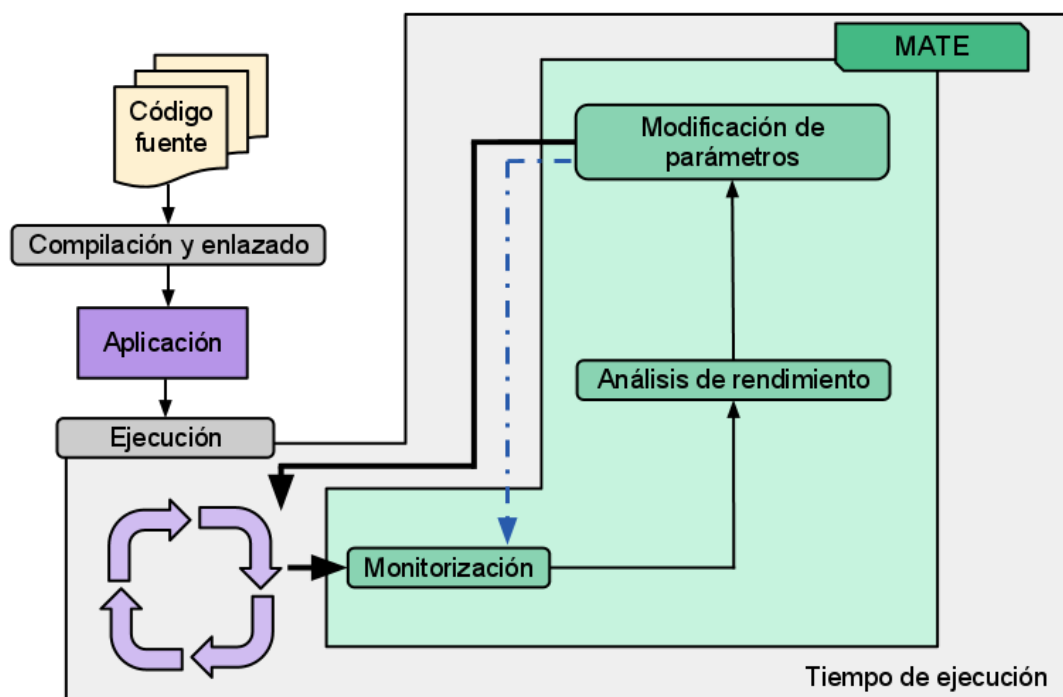 MATE
Código
fuente
Modificación de
parámetros
Compilación y enlazado
Aplicación
Análisis de rendimiento
Ejecución
Monitorización
Tiempo de ejecución